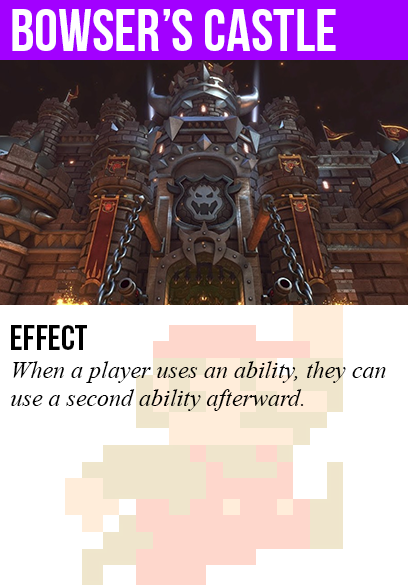 BOWSER'S CASTLE
EFFECT
When a player uses an ability, they can
use a second ability afterward.